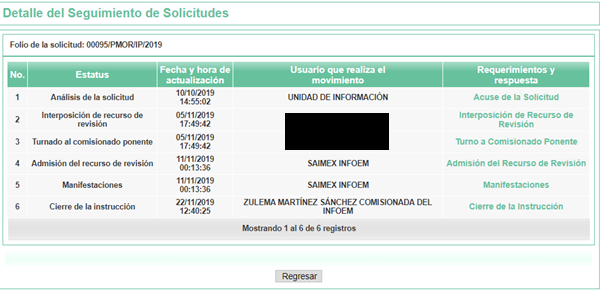 Detalle del Seguimiento de Solicitudes
Folio de la solicitud: 00095/PMOR/IP/2019
No. Estatus Fecha y hora de actualización Usuario que realiza el movimiento Requerimientos y respuesta
1 Análisis de la solicitud 10/10/2019 14:55:02 UNIDAD DE INFORMACIÓN Acuse de la Solicitud
2 Interposición de recurso de revisión 05/11/2019 17:49:42 Interposición de Recurso de Revisión
3 Turnado al comisionado ponente 05/11/2019 17:49:42 Turno a Comisionado Ponente
4 Admisión del recurso de revisión 11/11/2019 00:13:36 SAIMEX INFOEM Admisión del Recurso de Revisión
5 Manifestaciones 11/11/2019 00:13:36 SAIMEX INFOEM Manifestaciones
6 Cierre de la instrucción 22/11/2019 12:40:25 ZULEMA MARTÍNEZ SÁNCHEZ COMISIONADA DEL INFOEM Cierre de la Instrucción
Mostrando 1 al 6 de 6 registros
Regresar